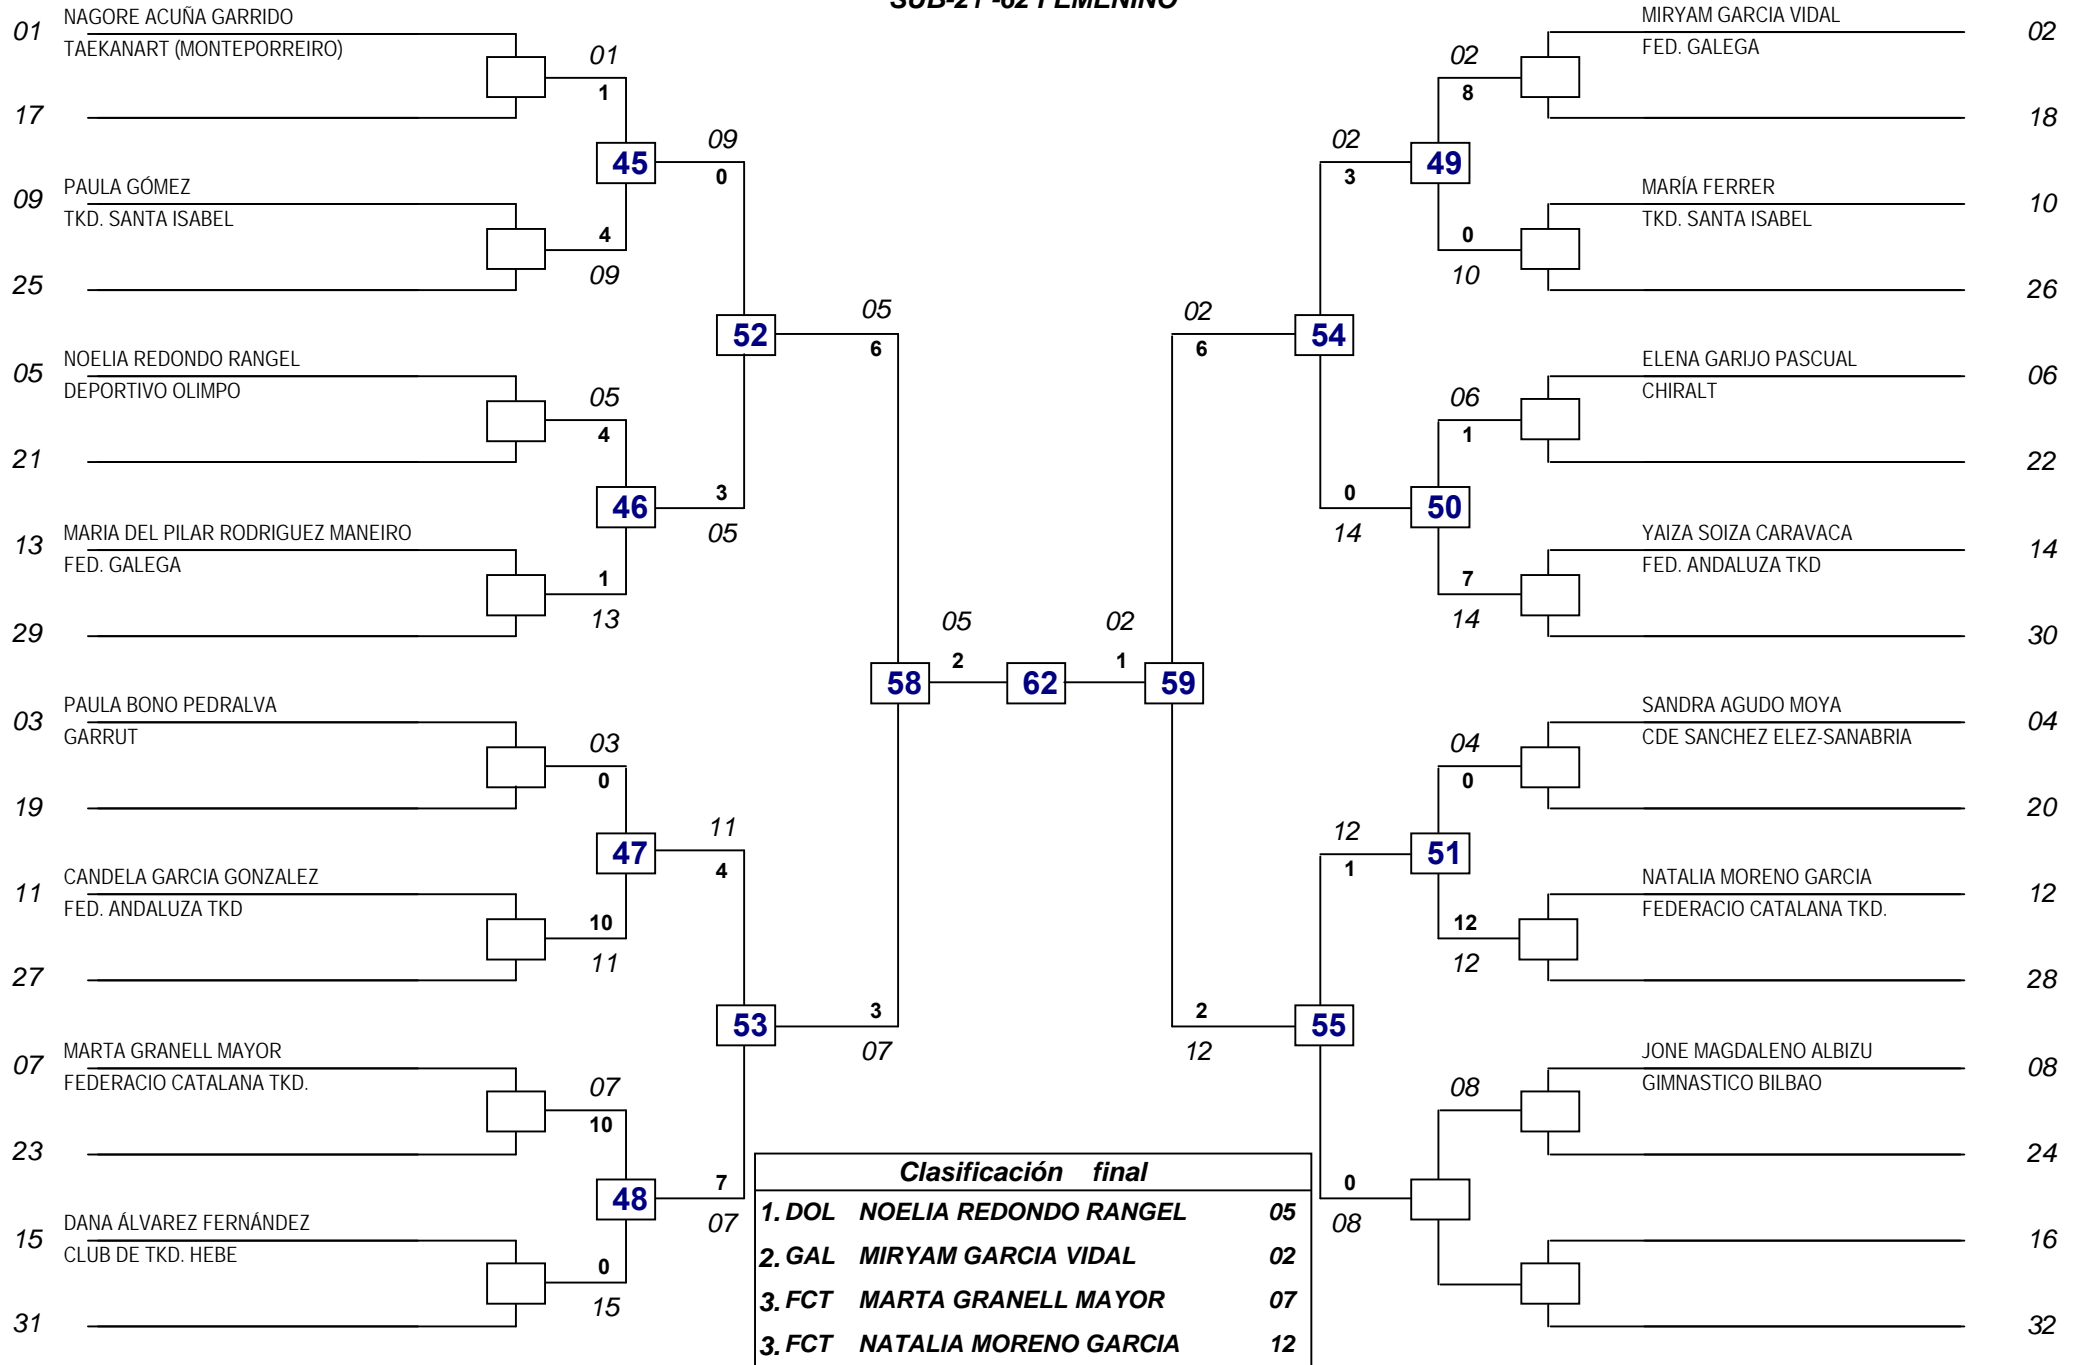 SUB-21 -62 FEMENINO
01 NAGORE ACUÑA GARRIDO
TAEKANART (MONTEPORREIRO)
17
09 PAULA GÓMEZ
TKD. SANTA ISABEL
25
05 NOELIA REDONDO RANGEL
DEPORTIVO OLIMPO
21
13 MARIA DEL PILAR RODRIGUEZ MANEIRO
FED. GALEGA
29
03 PAULA BONO PEDRALVA
GARRUT
19
11 CANDELA GARCIA GONZALEZ
FED. ANDALUZA TKD
27
07 MARTA GRANELL MAYOR
FEDERACIO CATALANA TKD.
23
15 DANA ÁLVAREZ FERNÁNDEZ
CLUB DE TKD. HEBE
31
01
1
45
4
09
05
4
46
1
13
03
0
47
10
11
07
10
48
0
15
09
0
52
3
05
11
4
53
7
07
05
6
58
3
07
05
2
62
02
1
59
02
6
54
2
12
55
02
3
49
0
14
50
12
1
51
0
08
02
8
0
10
06
1
7
14
04
0
12
12
08
MIRYAM GARCIA VIDAL 02
FED. GALEGA
18
MARÍA FERRER 10
TKD. SANTA ISABEL
26
ELENA GARIJO PASCUAL 06
CHIRALT
22
YAIZA SOIZA CARAVACA 14
FED. ANDALUZA TKD
30
SANDRA AGUDO MOYA 04
CDE SANCHEZ ELEZ-SANABRIA
20
NATALIA MORENO GARCIA 12
FEDERACIO CATALANA TKD.
28
JONE MAGDALENO ALBIZU 08
GIMNASTICO BILBAO
24
16
32
Clasificación final
1. DOL NOELIA REDONDO RANGEL 05
2. GAL MIRYAM GARCIA VIDAL 02
3. FCT MARTA GRANELL MAYOR 07
3. FCT NATALIA MORENO GARCIA 12